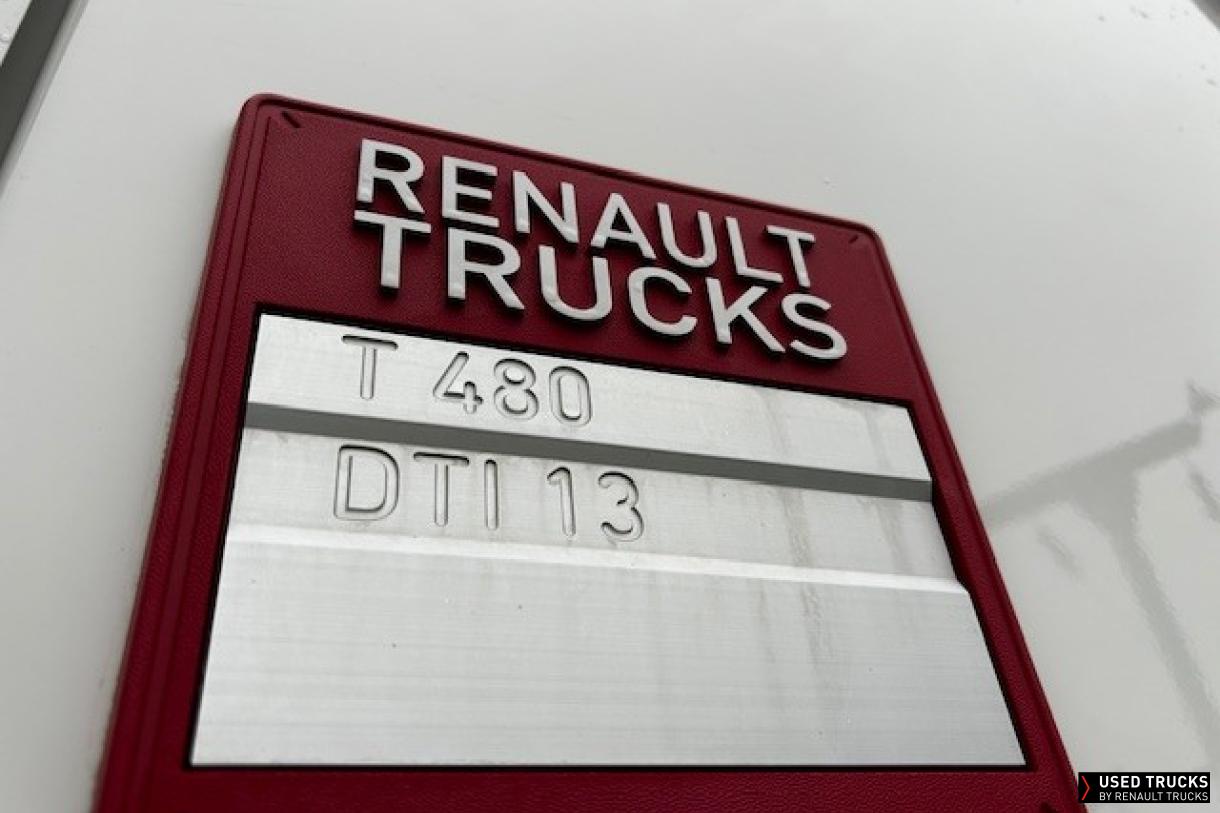 RENAULT
TRUCKS
T 480
DTI 13
USED TRUCKS
BY RENAULT TRUCKS